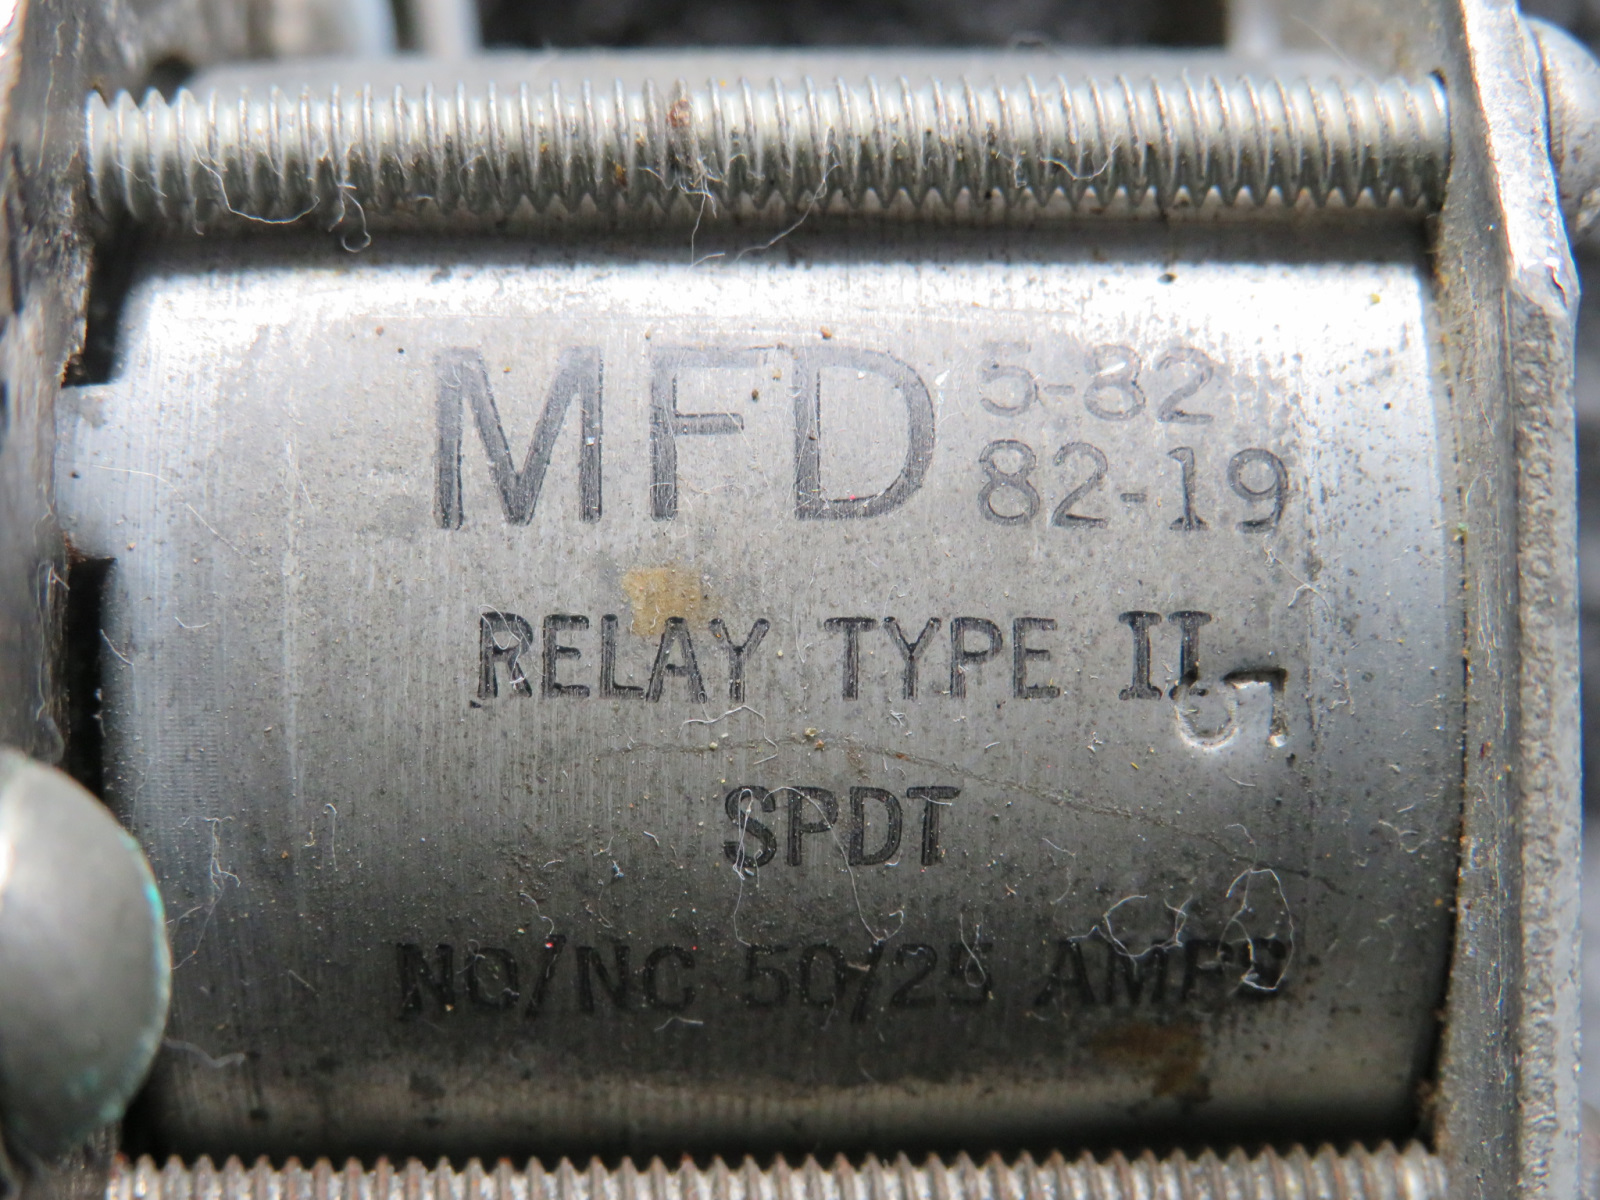 MFD 5-82
82-19
RELAY TYPE II
SPDT
NO/NC 50/25 AMPS